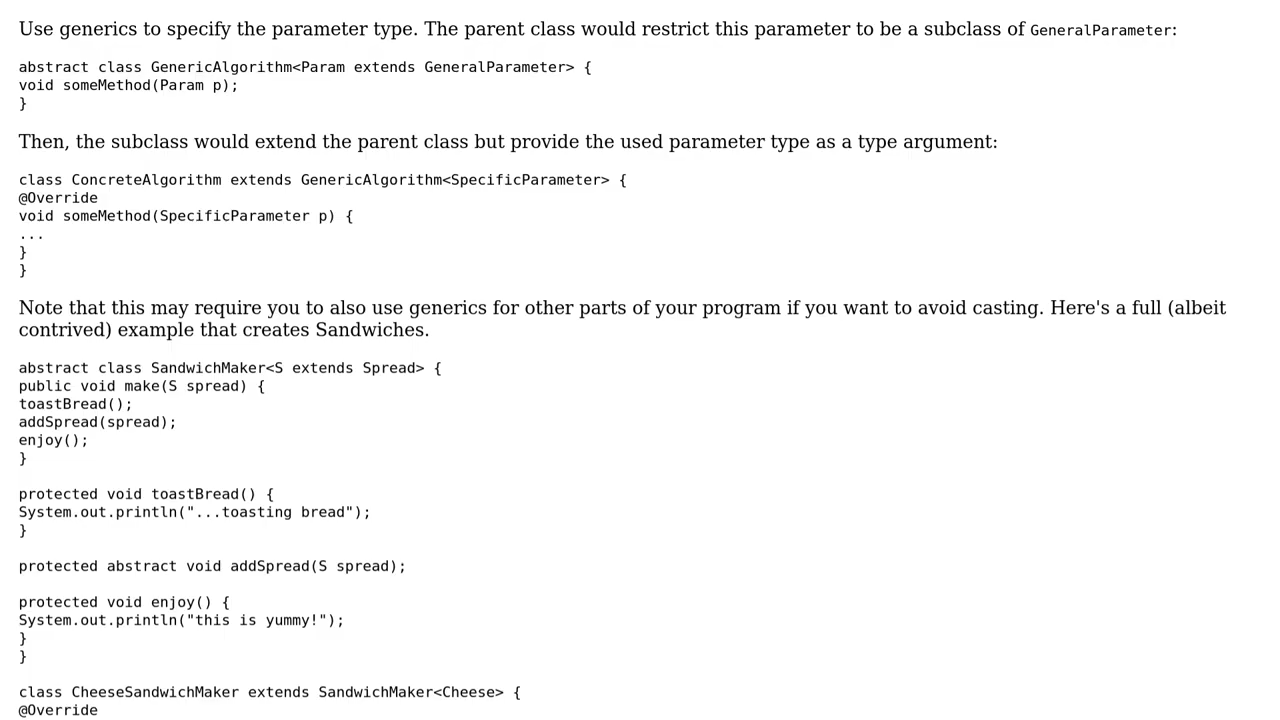 Use generics to specify the parameter type. The parent class would restrict this parameter to be a subclass of GeneralParameter:
abstract class GenericAlgorithm<Param extends GeneralParameter> {
void someMethod(Param p);
}
Then, the subclass would extend the parent class but provide the used parameter type as a type argument:
class ConcreteAlgorithm extends GenericAlgorithm<SpecificParameter> {
@Override
void someMethod(SpecificParameter p) {
...
}
}
Note that this may require you to also use generics for other parts of your program if you want to avoid casting. Here's a full (albeit
contrived) example that creates Sandwiches.
abstract class SandwichMaker<S extends Spread> {
public void make(S spread) {
toastBread();
addSpread(spread);
enjoy();
}
protected void toastBread() {
System.out.println("...toasting bread");
}
protected abstract void addSpread(S spread);
protected void enjoy() {
System.out.println("this is yummy!");
}
}
class CheeseSandwichMaker extends SandwichMaker<Cheese> {
@Override